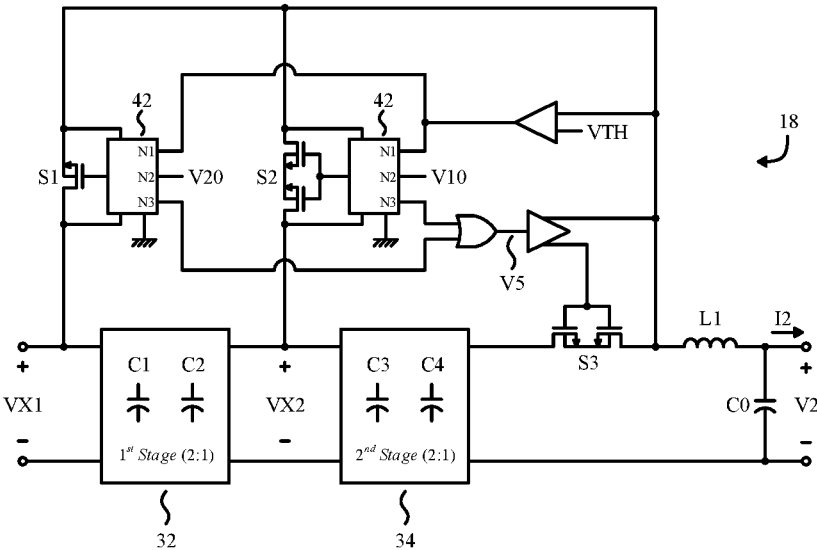 42
42
18
N1
N2
N3
V20
S1
S2
N1
N2
N3
V10
VTH
V5
S3
L1
I2
+
VX1
–
C1
C2
1st Stage (2:1)
+
VX2
–
C3
C4
2nd Stage (2:1)
C0
+
V2
–
32
34